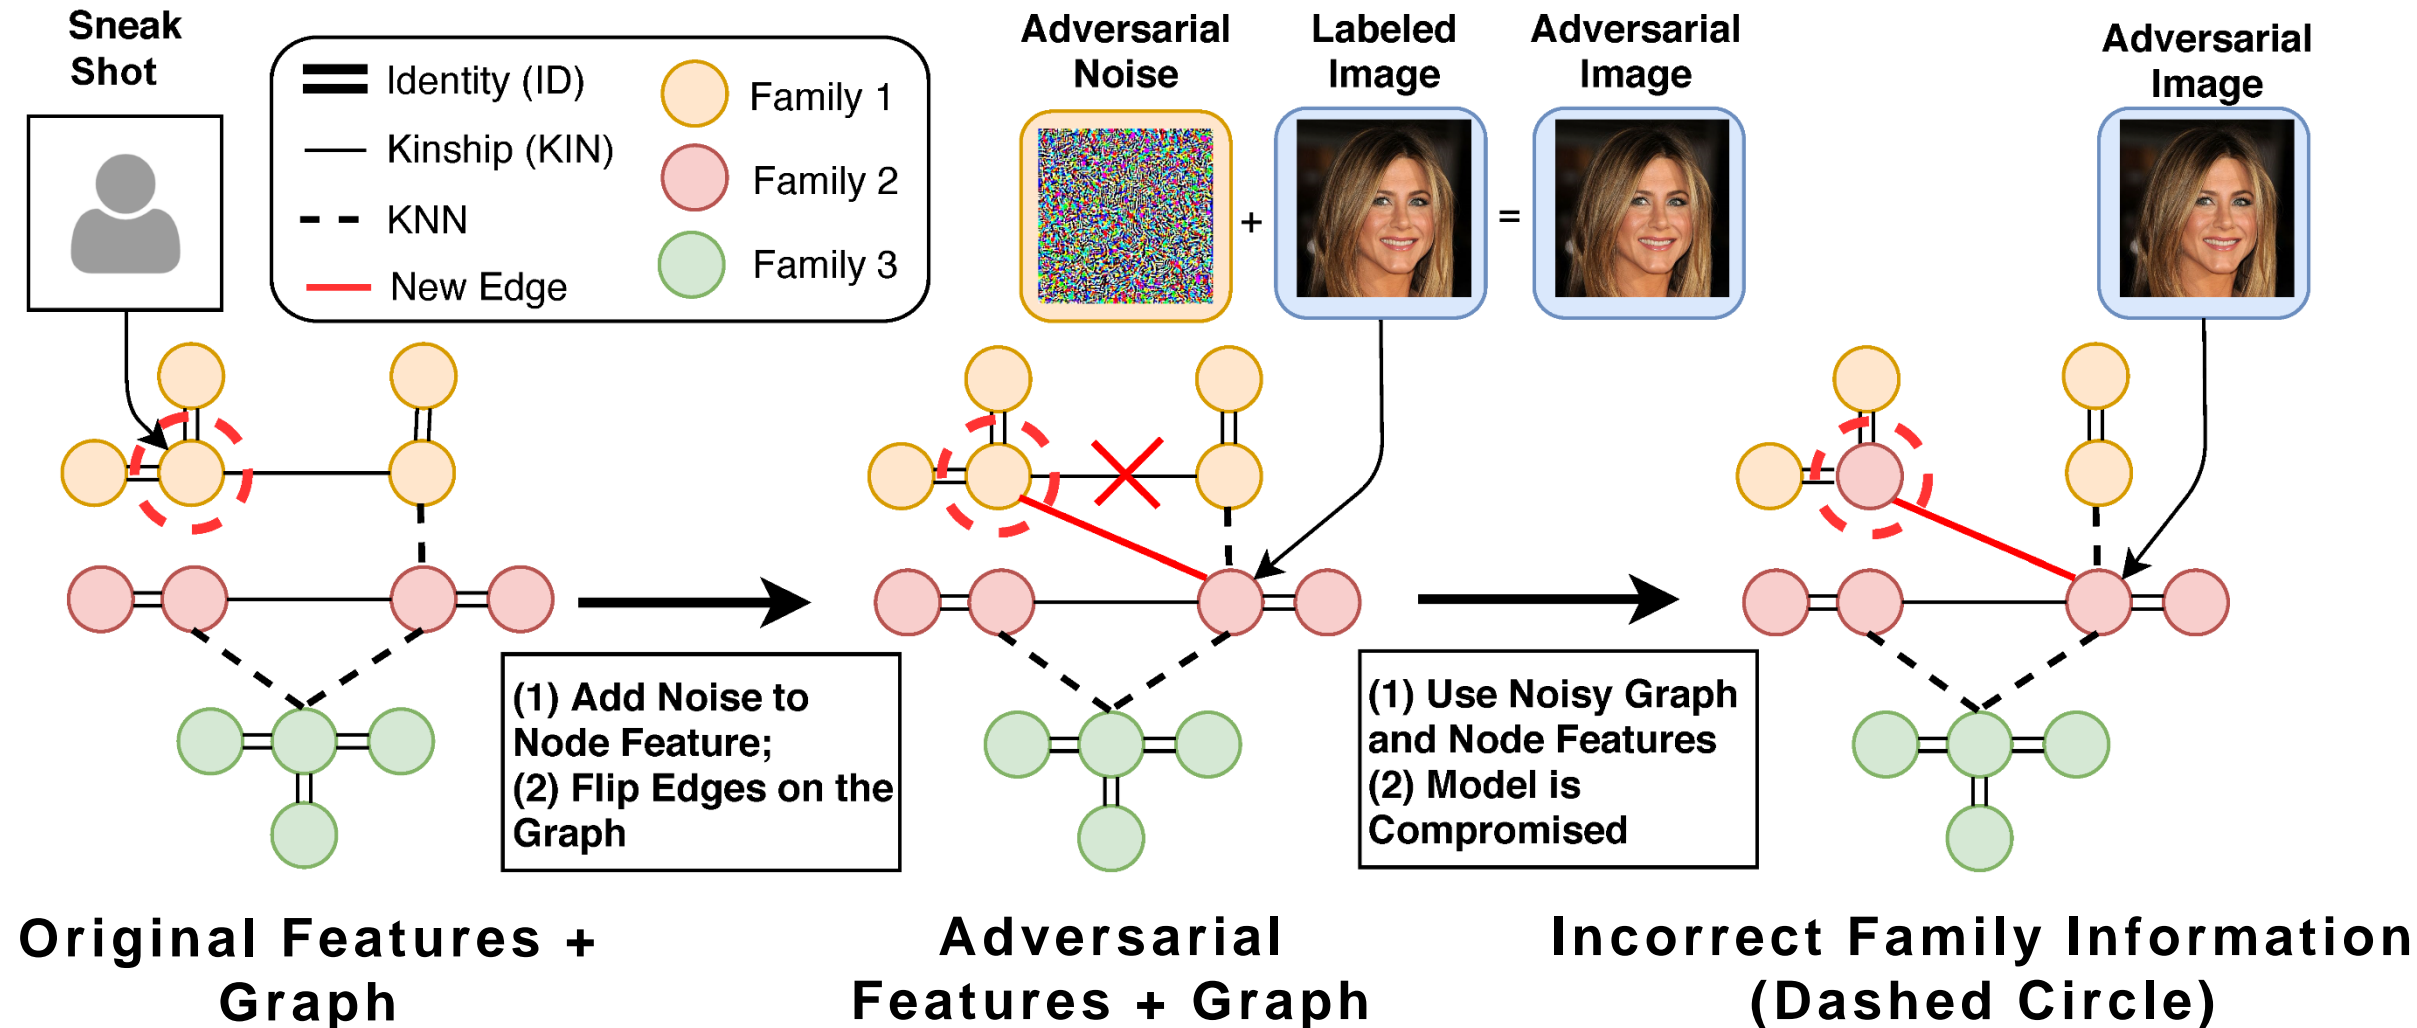 Sneak
Shot
Identity (ID)
Kinship (KIN)
KNN
New Edge
Family 1
Family 2
Family 3
Adversarial
Noise
+
Labeled
Image
=
Adversarial
Image
Adversarial
Image
(1) Add Noise to
Node Feature;
(2) Flip Edges on the
Graph
(1) Use Noisy Graph
and Node Features
(2) Model is
Compromised
Original Features +
Graph
Adversarial
Features + Graph
Incorrect Family Information
(Dashed Circle)